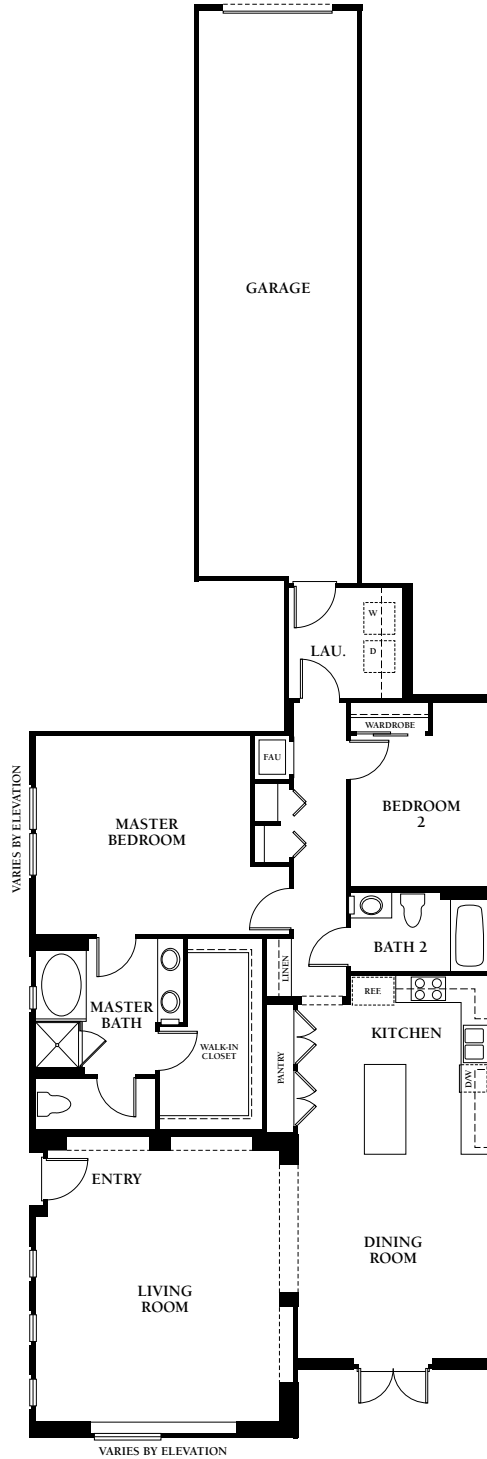 GARAGE
W
LAU.
D
WARDROBE
FAU
VARIES BY ELEVATION
MASTER
BEDROOM
BEDROOM
2
BATH 2
LINEN
MASTER
BATH
REF.
KITCHEN
WALK-IN
CLOSET
PANTRY
D/W
ENTRY
DINING
ROOM
LIVING
ROOM
VARIES BY ELEVATION